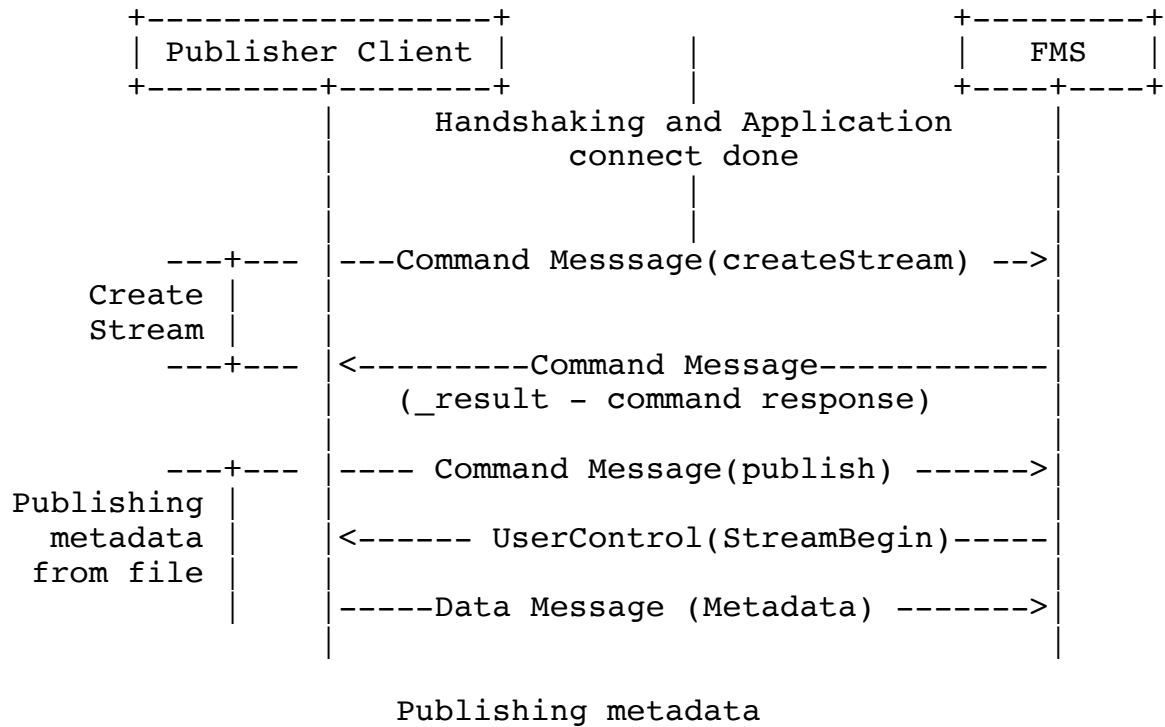 Publisher Client FMS
Handshaking and Application
connect done
---Command Messsage(createStream) -->
Create
Stream
<---------Command Message------------
(_result - command response)
---- Command Message(publish) ------>
Publishing
metadata <------ UserControl(StreamBegin)-----
from file
-----Data Message (Metadata) ------->
Publishing metadata